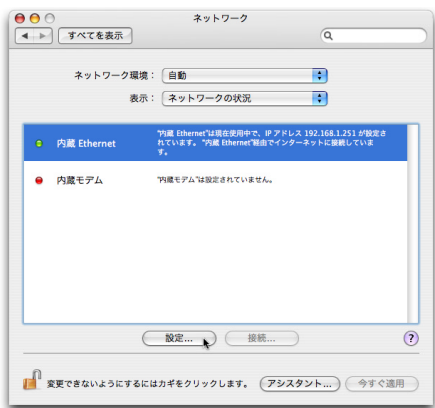 ネットワーク
すべてを表示
ネットワーク環境： 自動
表示： ネットワークの状況
内蔵 Ethernet
"内蔵 Ethernet"は現在使用中で、IP アドレス 192.168.1.251 が設定さ
れています。"内蔵 Ethernet"経由でインターネットに接続していま
す。
内蔵モデム
"内蔵モデム"は設定されていません。
設定... 接続... ?
変更できないようにするにはカギをクリックします。 アシスタント... 今すぐ適用